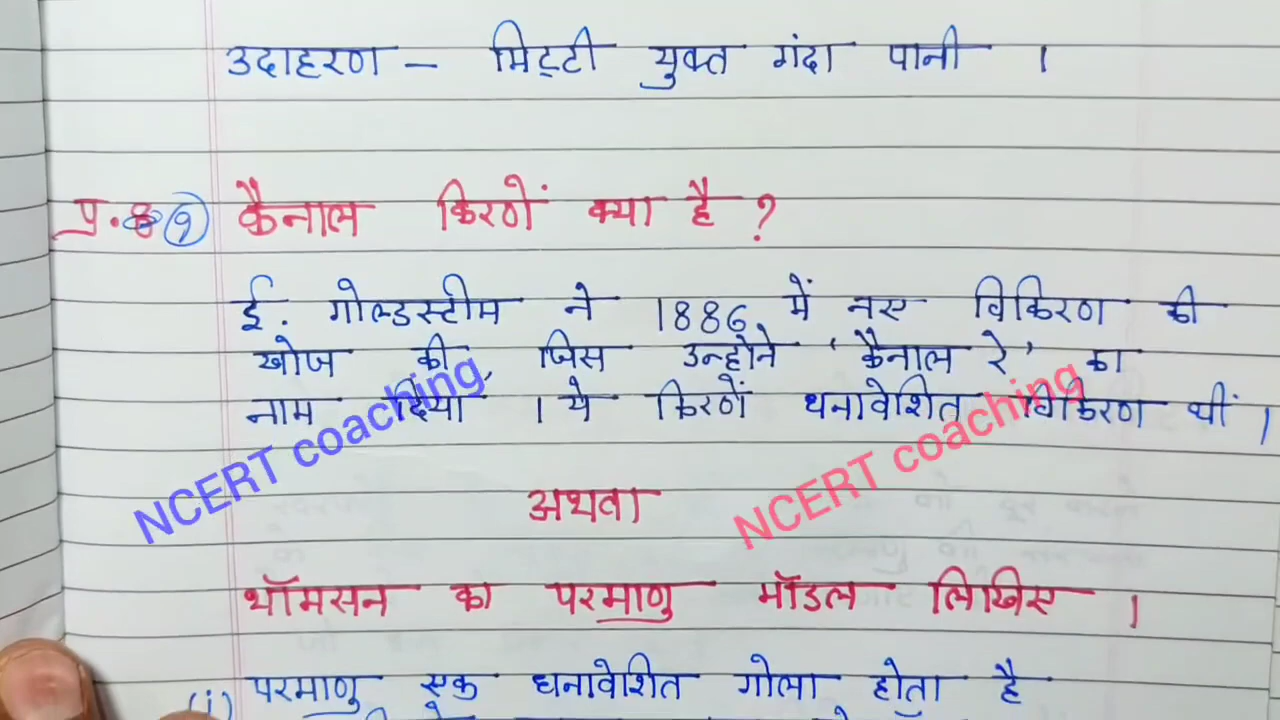 उदाहरण – मिट्टी युक्त गंदा पानी ।
प्र. 9 कैनाल किरणें क्या है ?
ई. गोल्डस्टीम ने 1886 में नए विकिरण की
खोज की, जिस उन्होने 'कैनाल रे' का
नाम दिया । ये किरणें धनावेशित विकिरण थीं ।
NCERT coaching
NCERT coaching
अथवा
थॉमसन का परमाणु मॉडल लिखिए ।
(i) परमाणु एक धनावेशित गोला होता है